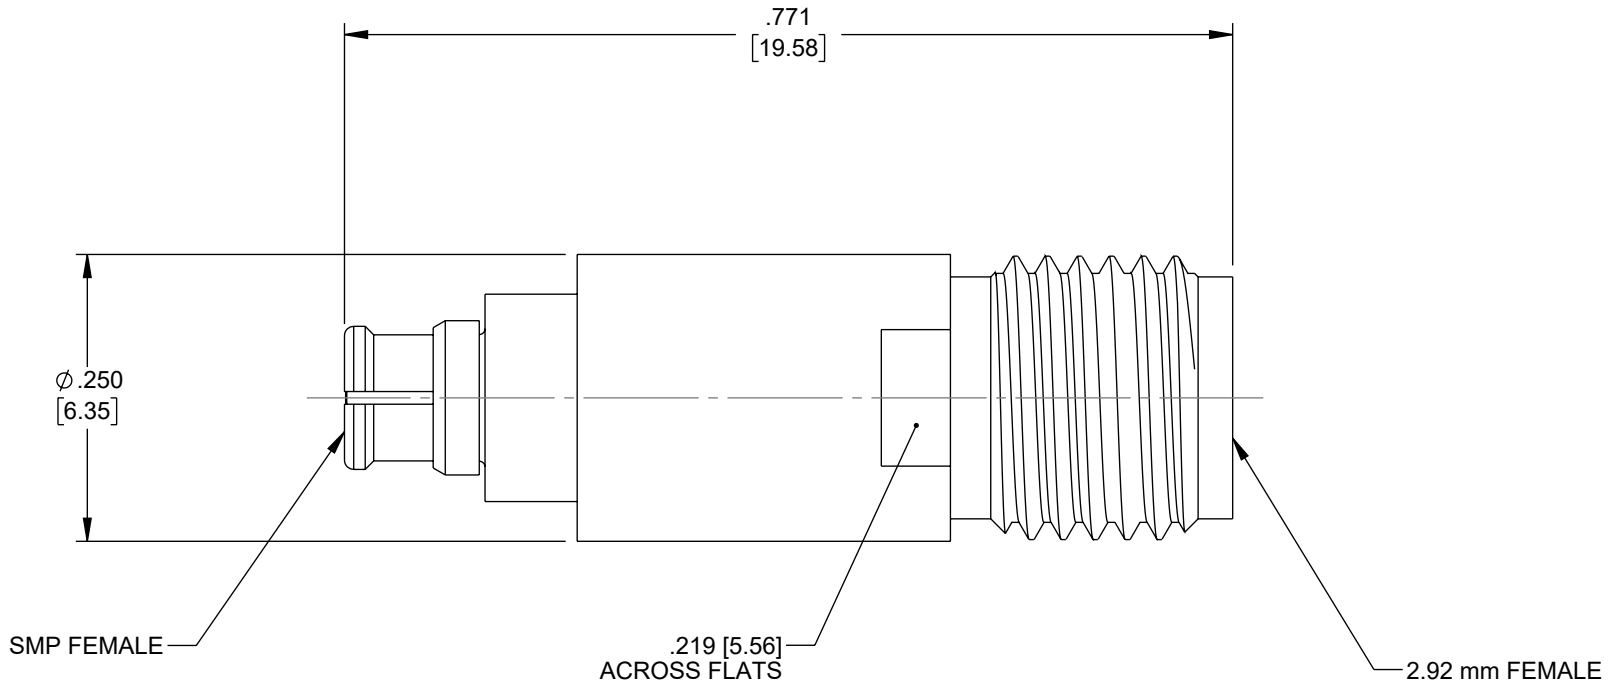 .771
[19.58]
⌀.250
[6.35]
SMP FEMALE
.219 [5.56]
ACROSS FLATS
2.92 mm FEMALE